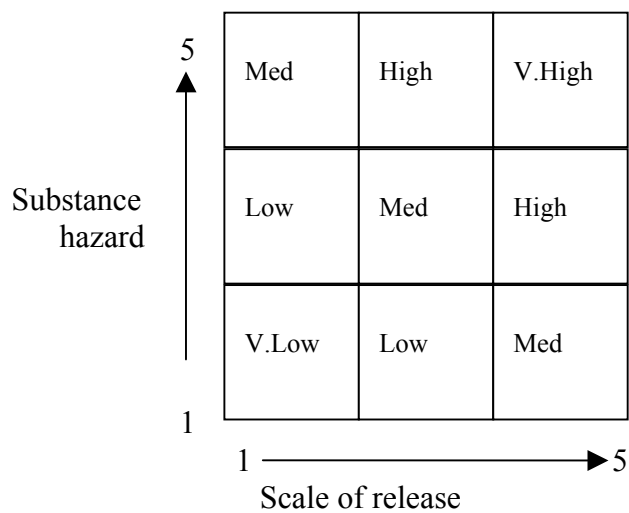 5
Med High V.High
Substance
hazard
Low Med High
V.Low Low Med
1
1 5
Scale of release